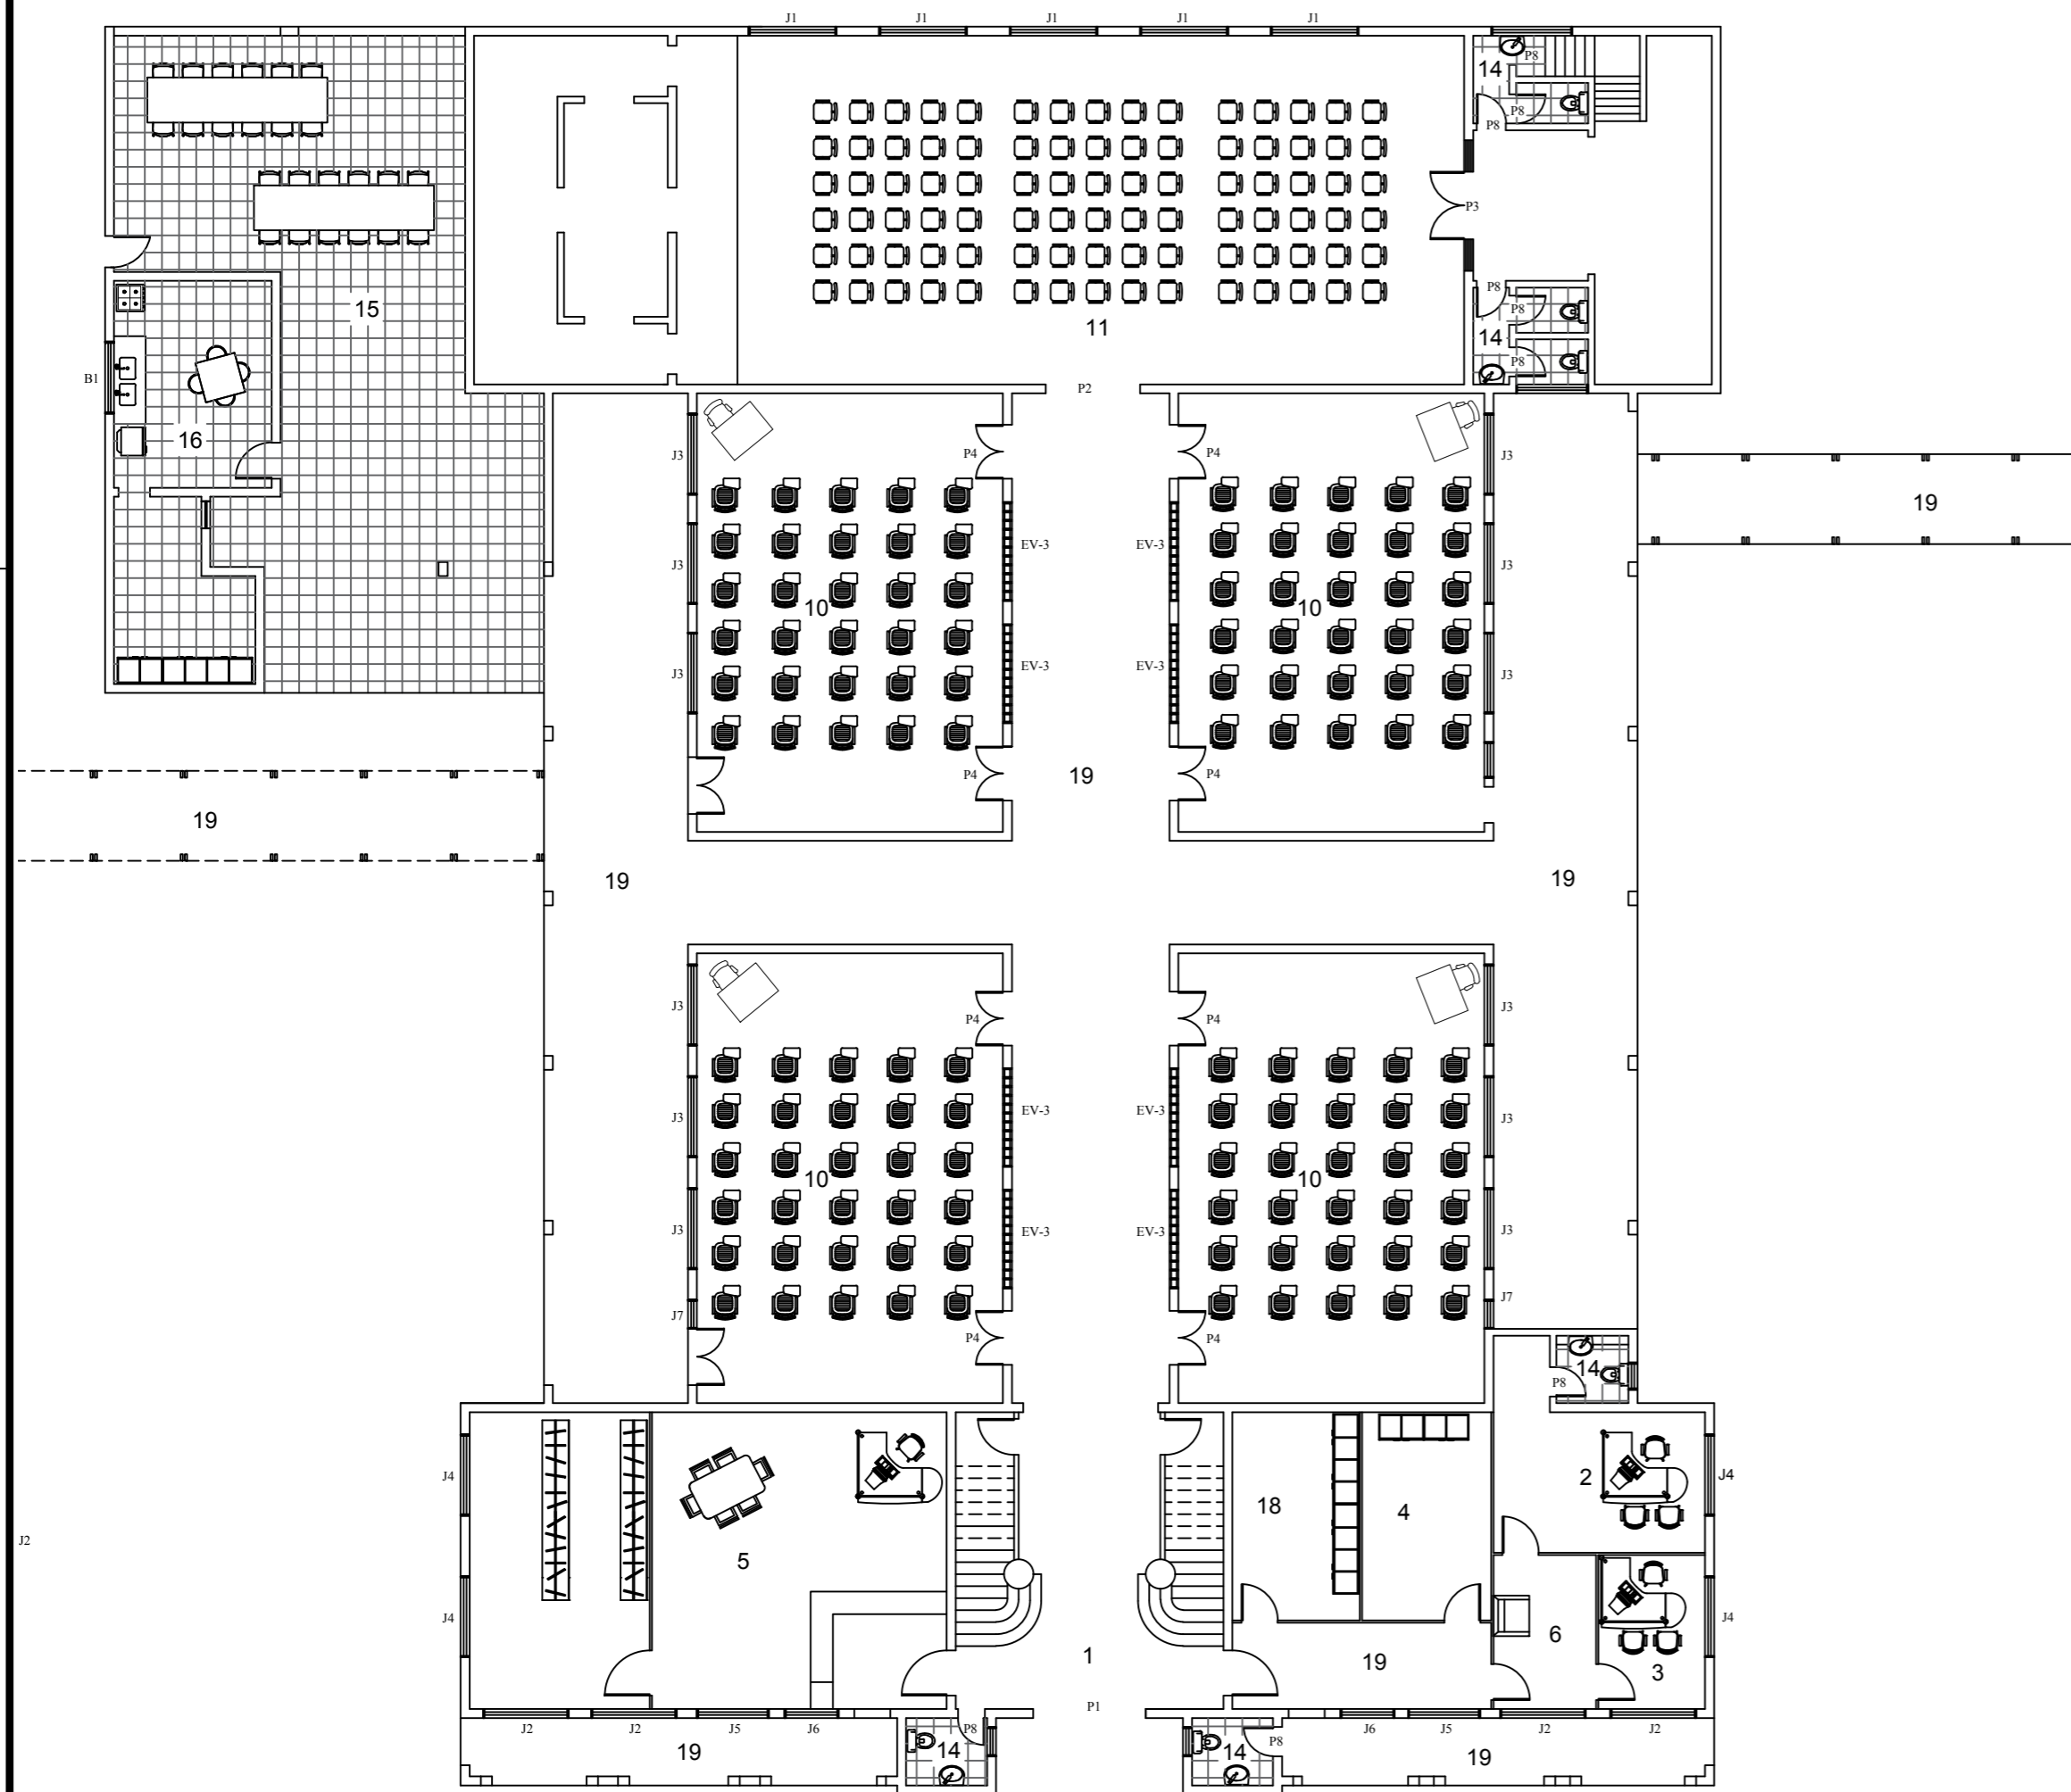 J1 J1 J1 J1 J1
P8
14
P8
P8
P3
15
11
P8
P8
14
P8
B1
P2
16
J3 P4 P4 J3
19
EV-3 EV-3
J3 J3
10 10
EV-3 EV-3
J3 J3
P4 19 P4
19
19 19
J3 P4 P4 J3
EV-3 EV-3
J3 J3
10 10
J3 EV-3 EV-3 J3
J7 J7
P4 P4
14
P8
J4 2 J4
18 4
J2
5
J4 J4
6
1 19 3
P1
J2 J2 J5 J6 P8 J6 J5 J2 J2
P8
19 14 14 19